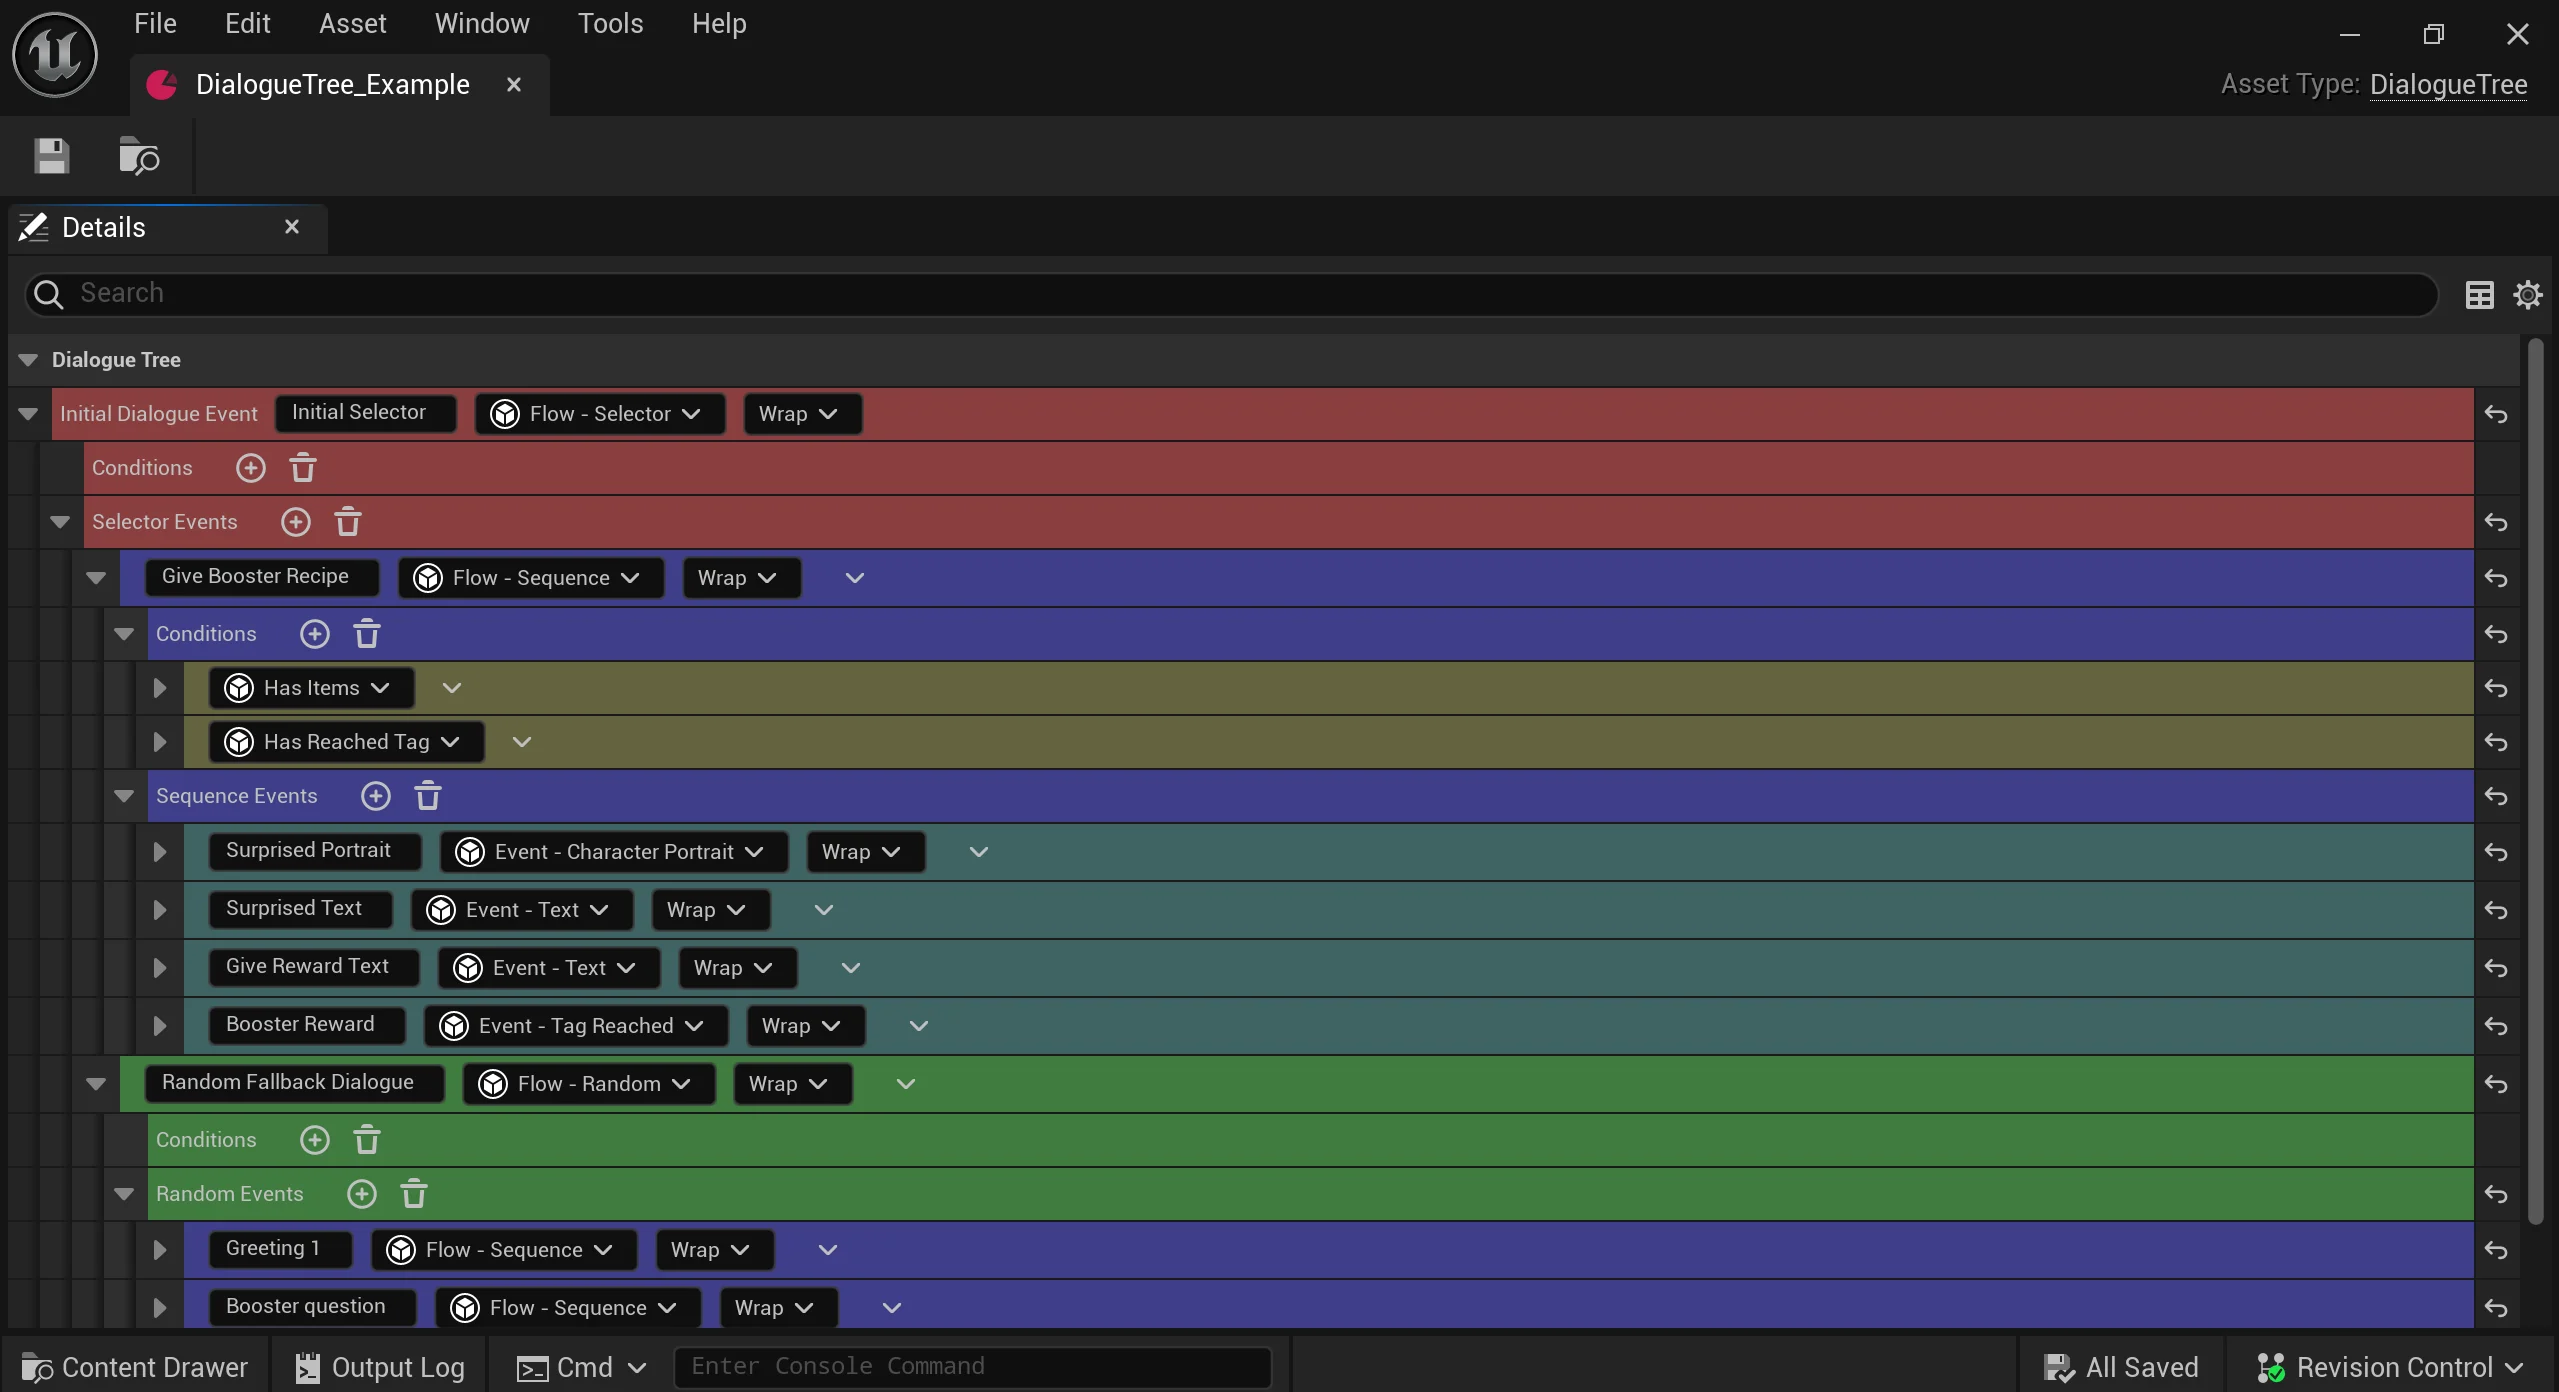 File Edit Asset Window Tools Help
DialogueTree_Example
Asset Type: DialogueTree
Details
Search
Dialogue Tree
Initial Dialogue Event Initial Selector Flow - Selector Wrap
Conditions
Selector Events
Give Booster Recipe Flow - Sequence Wrap
Conditions
Has Items
Has Reached Tag
Sequence Events
Surprised Portrait Event - Character Portrait Wrap
Surprised Text Event - Text Wrap
Give Reward Text Event - Text Wrap
Booster Reward Event - Tag Reached Wrap
Random Fallback Dialogue Flow - Random Wrap
Conditions
Random Events
Greeting 1 Flow - Sequence Wrap
Booster question Flow - Sequence Wrap
Content Drawer Output Log Cmd Enter Console Command All Saved Revision Control